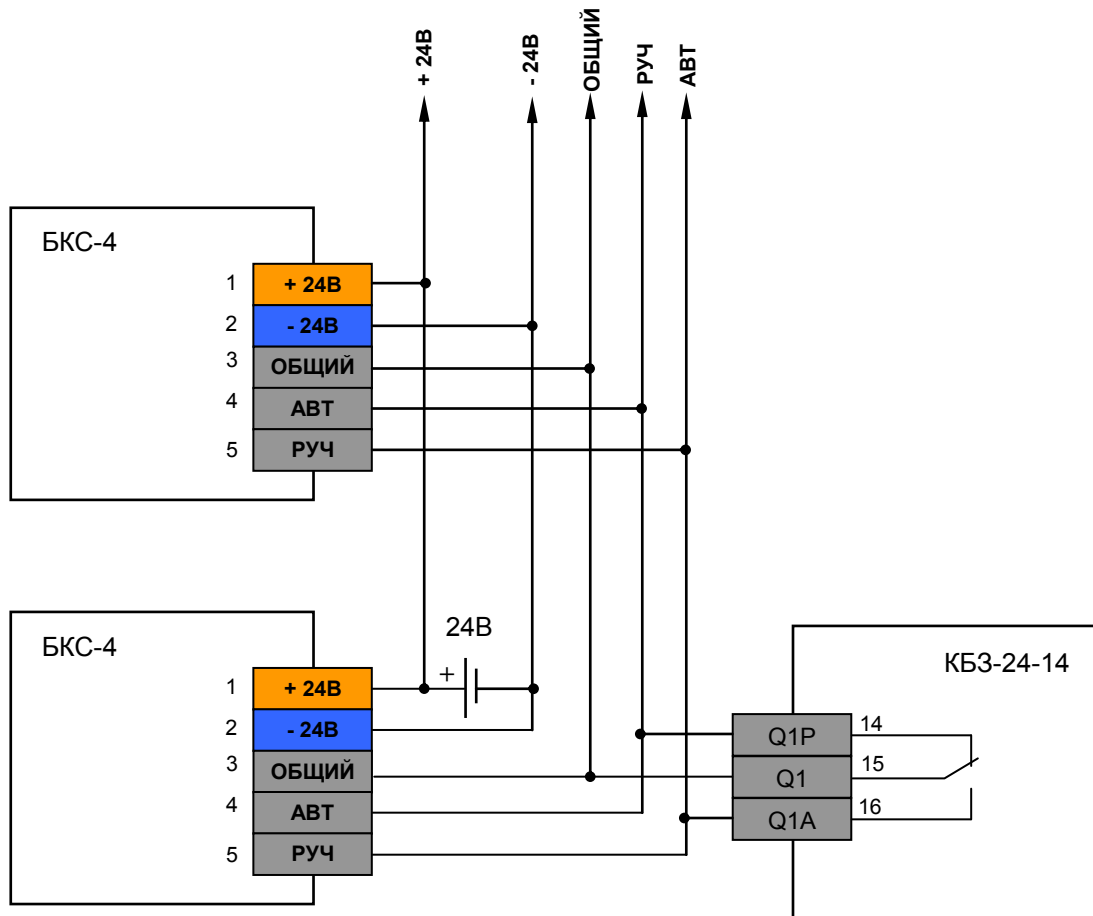 + 24В
- 24В
ОБЩИЙ
РУЧ
АВТ
БКС-4
1
+ 24В
2
- 24В
3
ОБЩИЙ
4
АВТ
5
РУЧ
БКС-4
24В
+
КБЗ-24-14
1
+ 24В
2
- 24В
3
ОБЩИЙ
4
АВТ
5
РУЧ
Q1P
14
Q1
15
Q1A
16